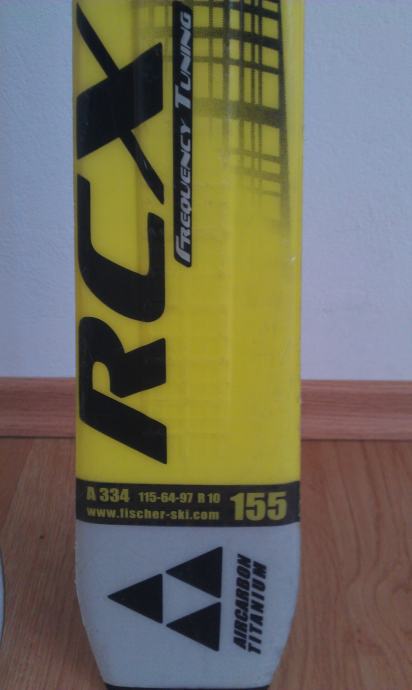 RCX
FREQUENCY TUNING
A 334 115-64-97 R 10
www.fischer-ski.com 155
AIRCARBON
TITANIUM